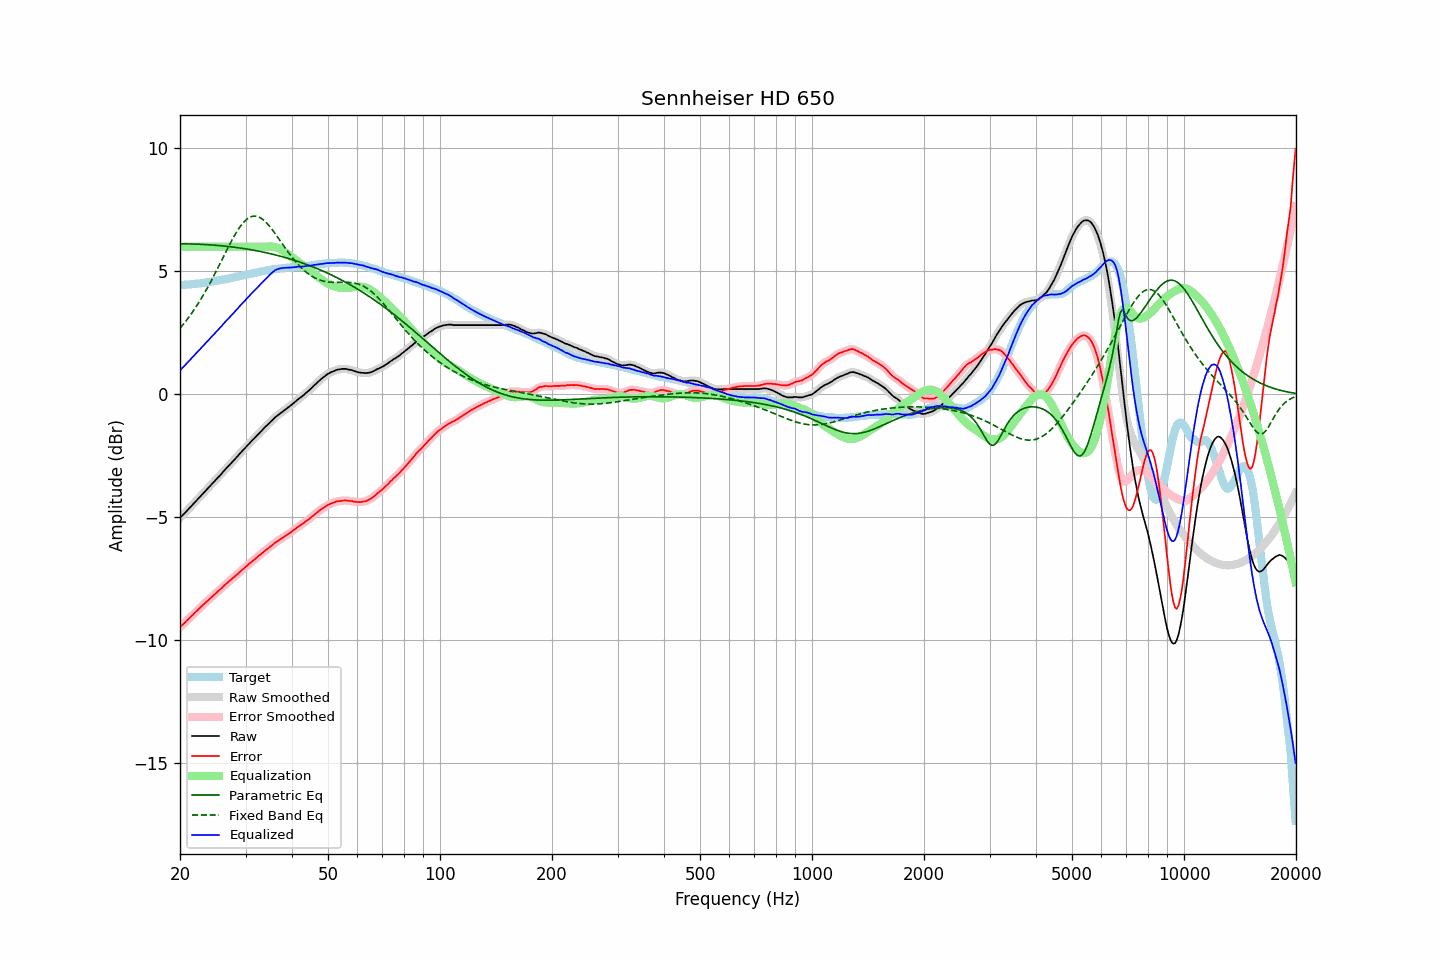 Sennheiser HD 650
10
5
0
−5
−10
−15
Amplitude (dBr)
Target
Raw Smoothed
Error Smoothed
Raw
Error
Equalization
Parametric Eq
Fixed Band Eq
Equalized
20 50 100 200 500 1000 2000 5000 10000 20000
Frequency (Hz)